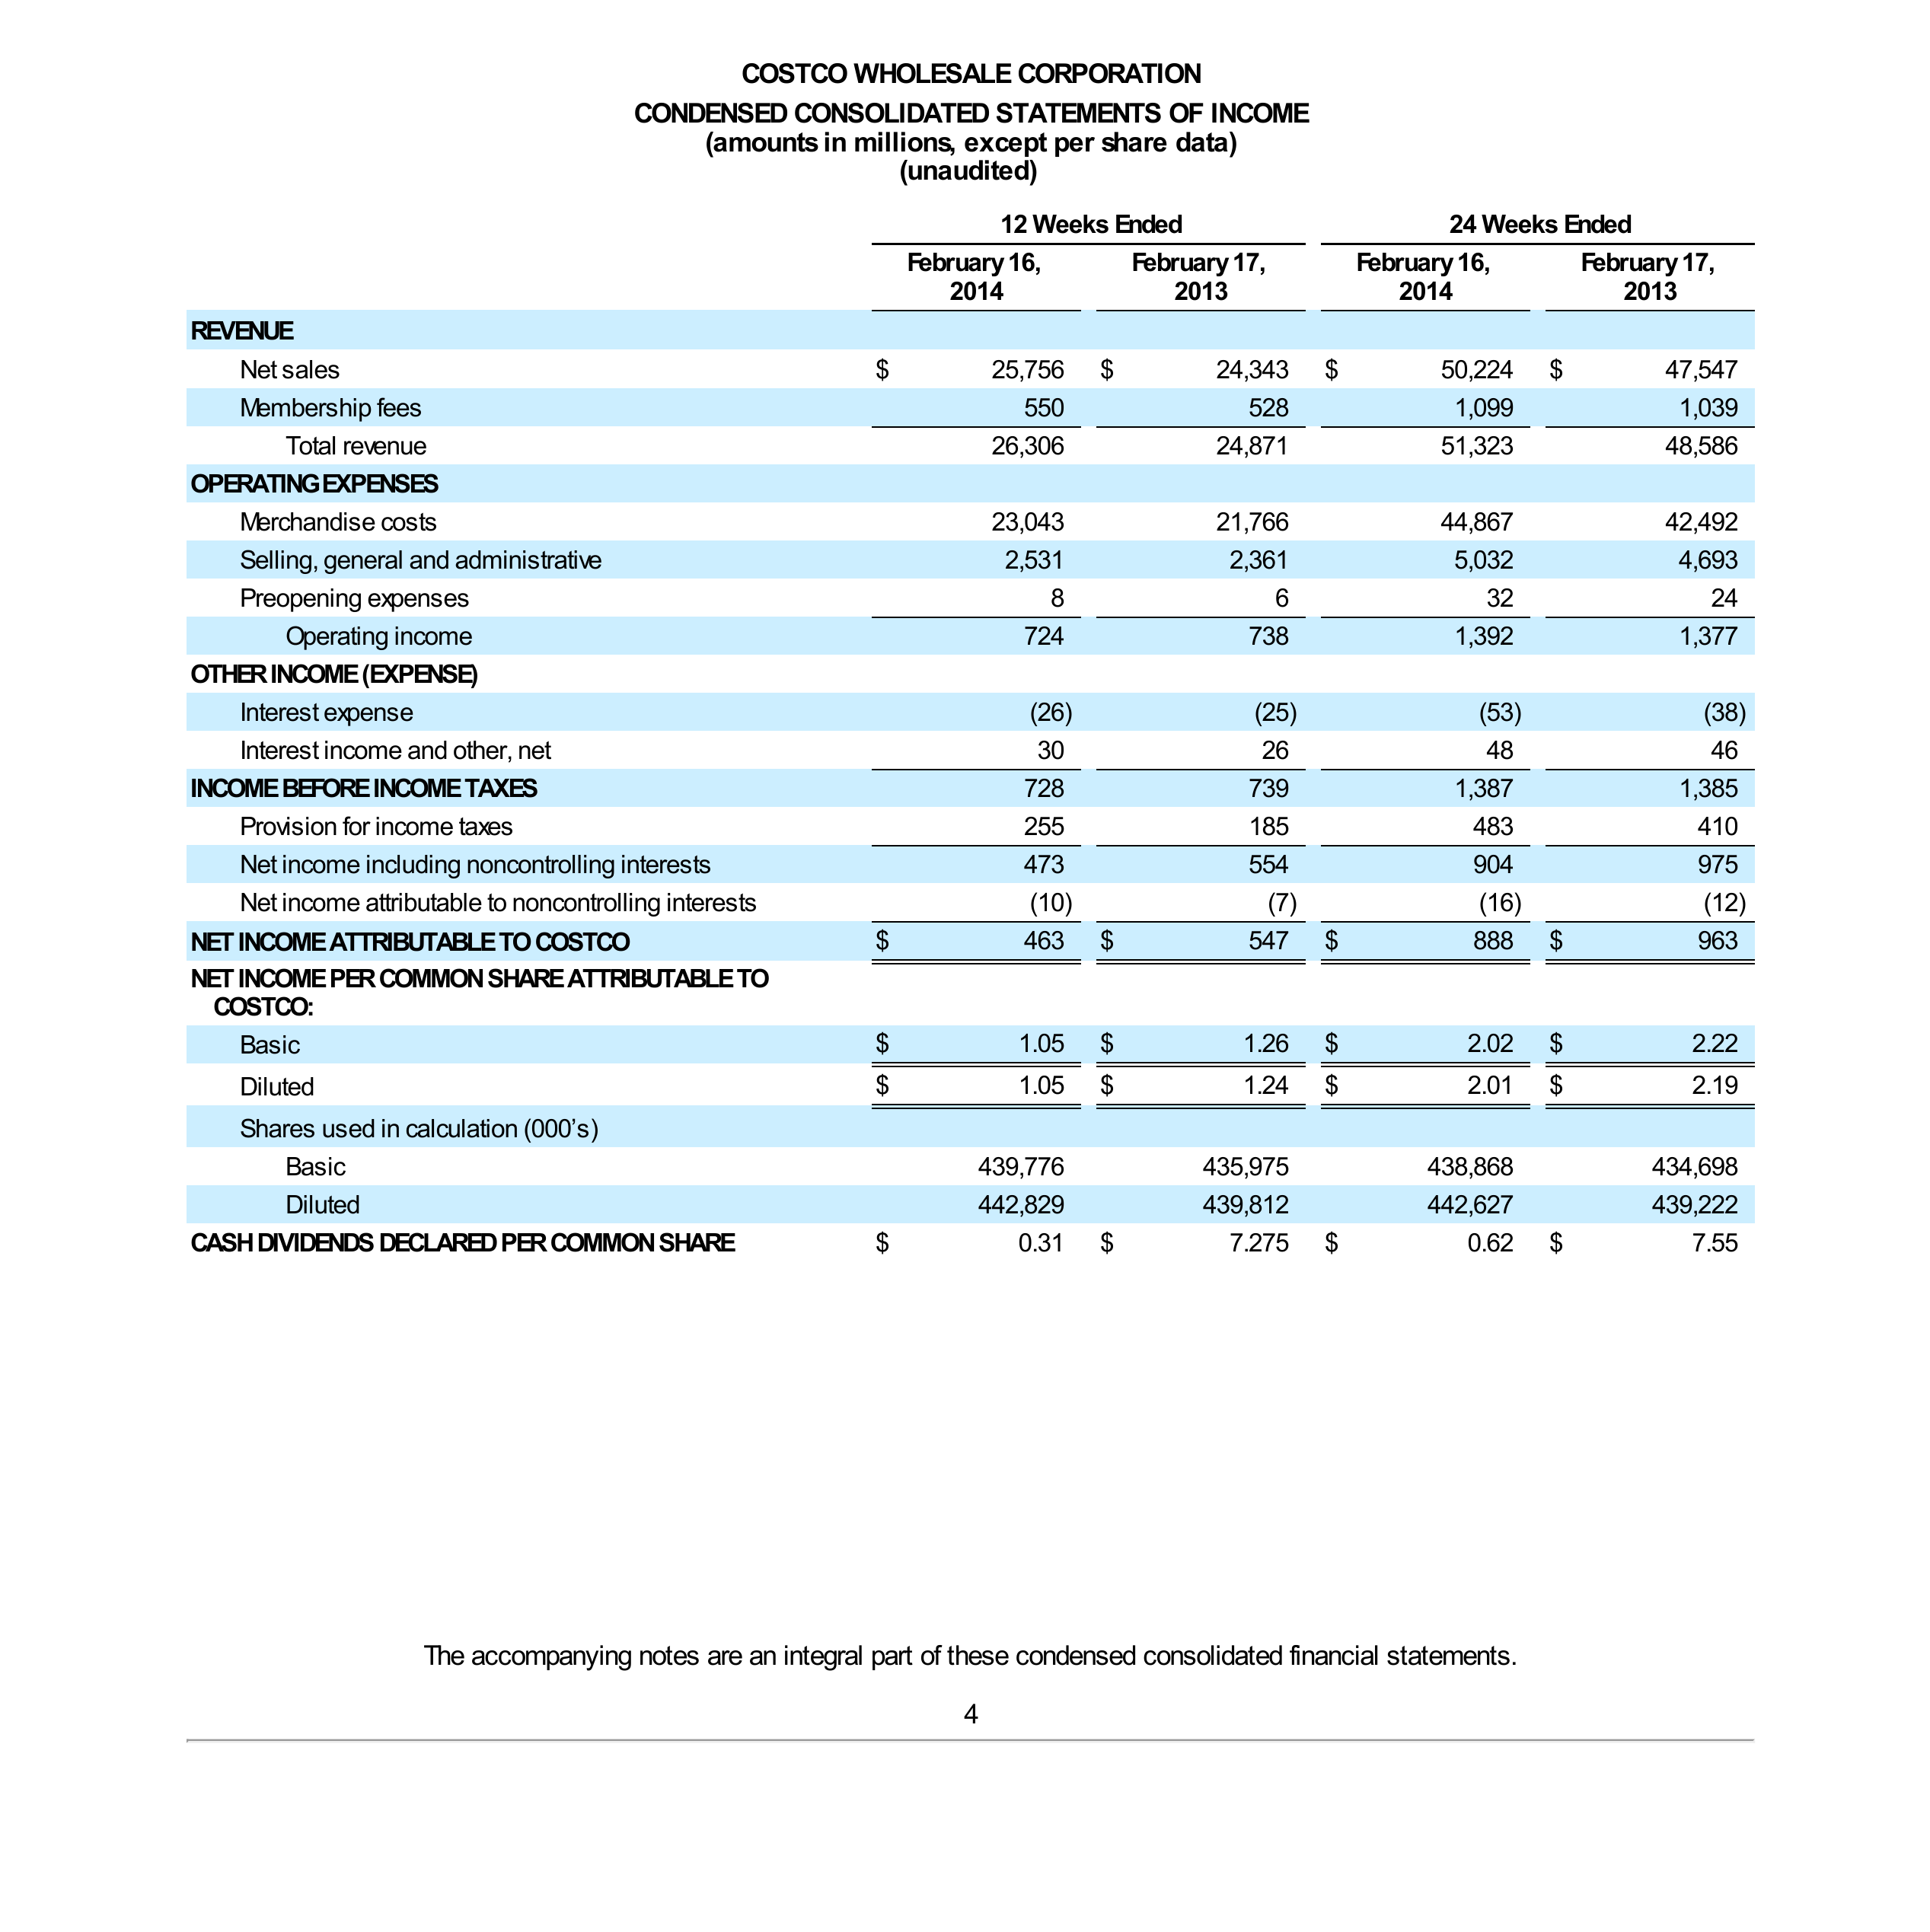 COSTCO WHOLESALE CORPORATION
CONDENSED CONSOLIDATED STATEMENTS OF INCOME
(amounts in millions, except per share data)
(unaudited)
12 Weeks Ended 24 Weeks Ended
February 16, 2014 February 17, 2013 February 16, 2014 February 17, 2013
REVENUE
Net sales $ 25,756 $ 24,343 $ 50,224 $ 47,547
Membership fees 550 528 1,099 1,039
Total revenue 26,306 24,871 51,323 48,586
OPERATING EXPENSES
Merchandise costs 23,043 21,766 44,867 42,492
Selling, general and administrative 2,531 2,361 5,032 4,693
Preopening expenses 8 6 32 24
Operating income 724 738 1,392 1,377
OTHER INCOME (EXPENSE)
Interest expense (26) (25) (53) (38)
Interest income and other, net 30 26 48 46
INCOME BEFORE INCOME TAXES 728 739 1,387 1,385
Provision for income taxes 255 185 483 410
Net income including noncontrolling interests 473 554 904 975
Net income attributable to noncontrolling interests (10) (7) (16) (12)
NET INCOME ATTRIBUTABLE TO COSTCO $ 463 $ 547 $ 888 $ 963
NET INCOME PER COMMON SHARE ATTRIBUTABLE TO
COSTCO:
Basic $ 1.05 $ 1.26 $ 2.02 $ 2.22
Diluted $ 1.05 $ 1.24 $ 2.01 $ 2.19
Shares used in calculation (000’s)
Basic 439,776 435,975 438,868 434,698
Diluted 442,829 439,812 442,627 439,222
CASH DIVIDENDS DECLARED PER COMMON SHARE $ 0.31 $ 7.275 $ 0.62 $ 7.55
The accompanying notes are an integral part of these condensed consolidated financial statements.
4